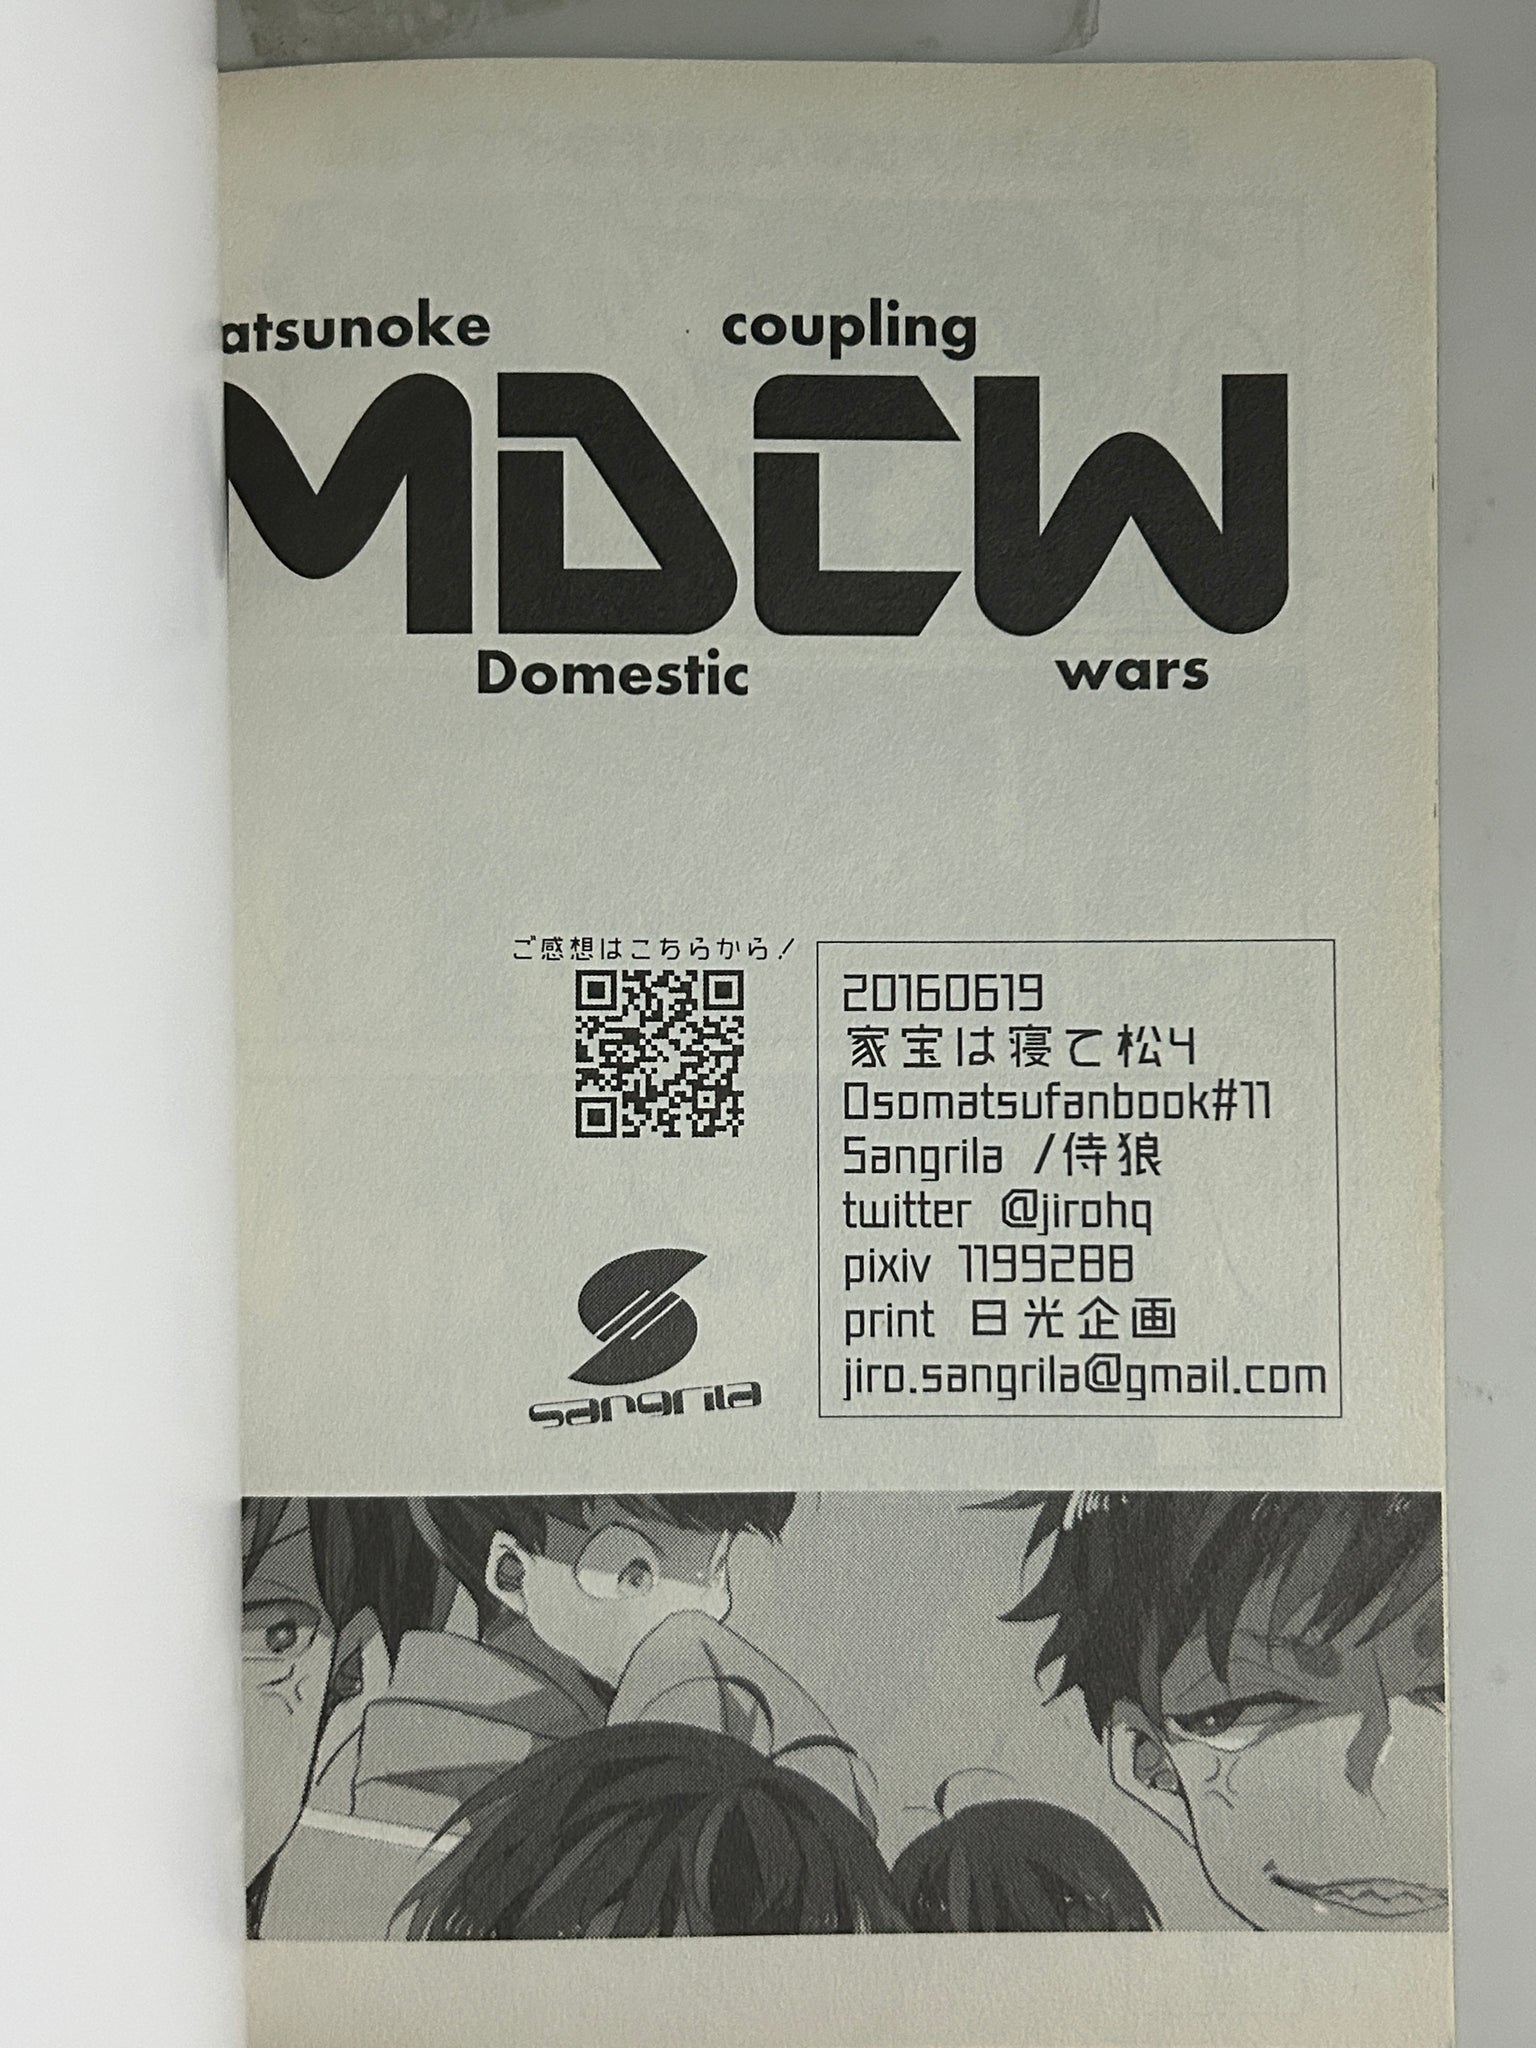 atsunoke coupling
MDCW
Domestic wars
ご感想はこちらから!
20160619
家宝は寝て松4
Osomatsufanbook#11
Sangrila /侍狼
twitter @jirohq
pixiv 1199288
print 日光企画
jiro.sangrila@gmail.com
sangrila